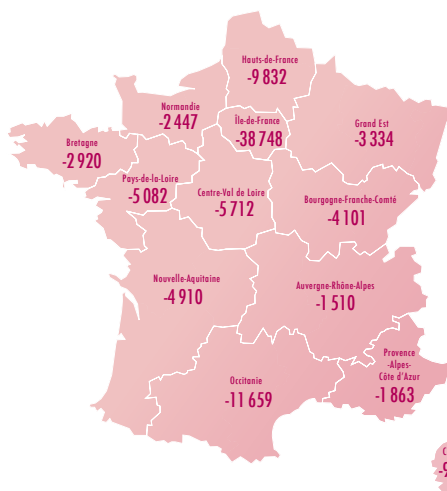 Hauts-de-France
-9 832
Normandie
-2 447
Île-de-France
-38 748
Grand Est
-3 334
Bretagne
-2 920
Pays-de-la-Loire
-5 082
Centre-Val de Loire
-5 712
Bourgogne-Franche-Comté
-4 101
Nouvelle-Aquitaine
-4 910
Auvergne-Rhône-Alpes
-1 510
Provence
-Alpes-
Côte d'Azur
-1 863
Occitanie
-11 659